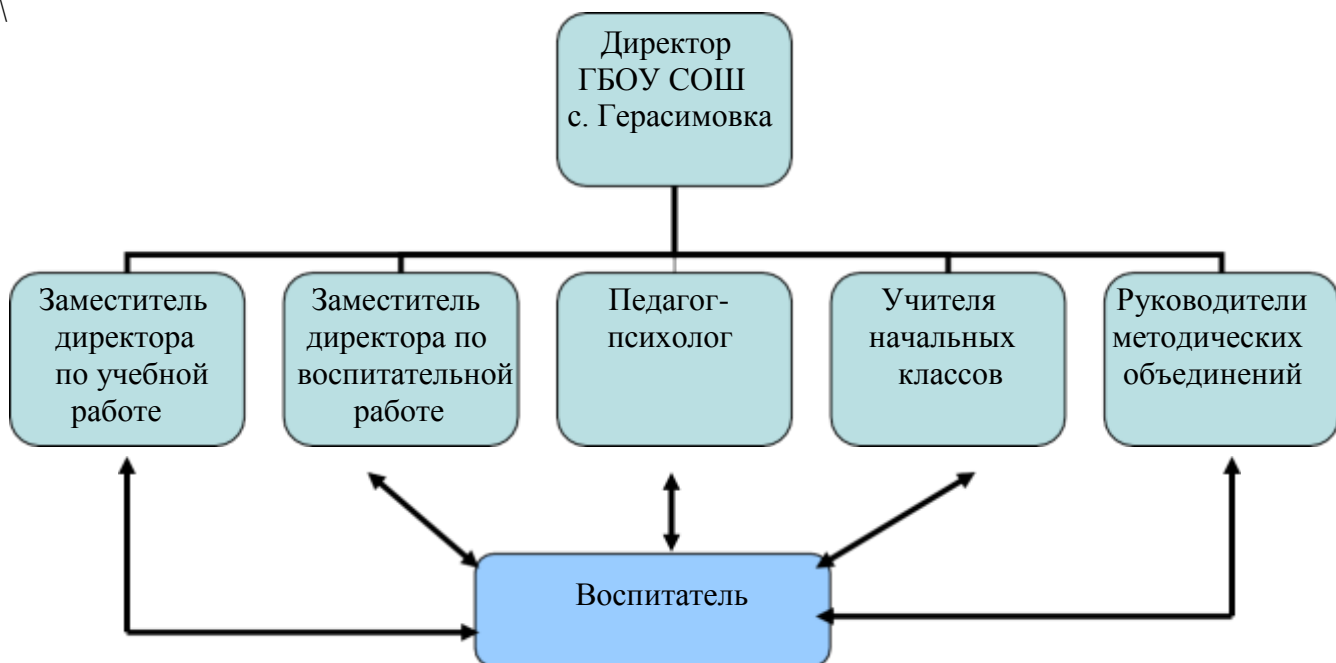 \
Директор
ГБОУ СОШ
с. Герасимовка
Заместитель
директора
по учебной
работе
Заместитель
директора по
воспитательной
работе
Педагог-
психолог
Учителя
начальных
классов
Руководители
методических
объединений
Воспитатель